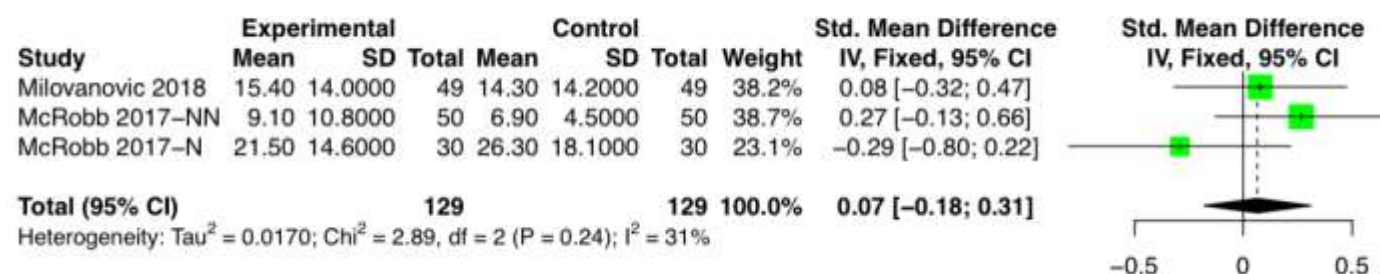 Experimental Control Std. Mean Difference Std. Mean Difference
Study Mean SD Total Mean SD Total Weight IV, Fixed, 95% CI IV, Fixed, 95% CI
Milovanovic 2018 15.40 14.0000 49 14.30 14.2000 49 38.2% 0.08 [−0.32; 0.47]
McRobb 2017−NN 9.10 10.8000 50 6.90 4.5000 50 38.7% 0.27 [−0.13; 0.66]
McRobb 2017−N 21.50 14.6000 30 26.30 18.1000 30 23.1% −0.29 [−0.80; 0.22]
Total (95% CI) 129 129 100.0% 0.07 [−0.18; 0.31]
Heterogeneity: Tau² = 0.0170; Chi² = 2.89, df = 2 (P = 0.24); I² = 31%
−0.5 0 0.5